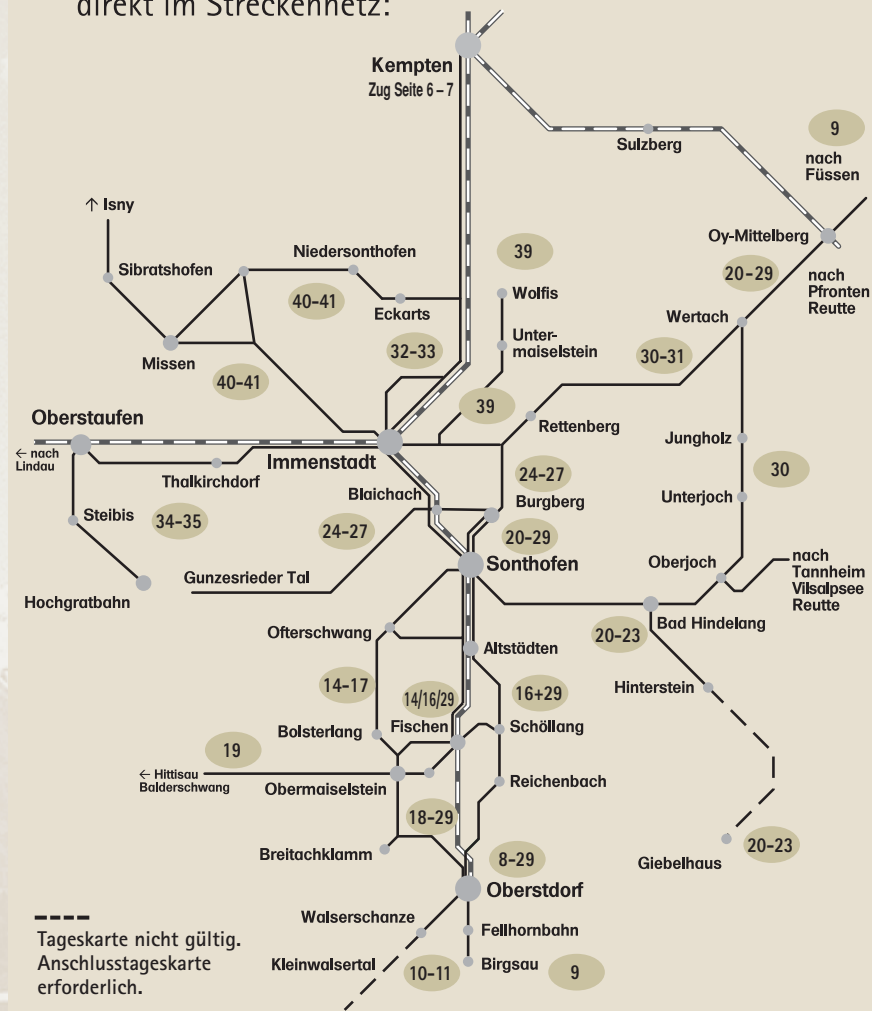 direkt im Streckennetz:
Kempten
Zug Seite 6 – 7
Sulzberg
9
nach
Füssen
↑ Isny
Oy-Mittelberg
Niedersonthofen
39
Sibratshofen
20-29
nach
Pfronten
Reutte
Wolfis
40-41
Eckarts
Wertach
Unter-
maiselstein
32-33
30-31
Missen
40-41
39
Oberstaufen
Rettenberg
Jungholz
← nach
Lindau
Immenstadt
24-27
30
Thalkirchdorf
Blaichach
Burgberg
Unterjoch
Steibis
34-35
24-27
20-29
Sonthofen
Oberjoch
nach
Tannheim
Vilsalpsee
Reutte
Gunzesrieder Tal
Hochgratbahn
Bad Hindelang
Ofterschwang
20-23
Altstädten
14-17
14/16/29
16+29
Hinterstein
Fischen
Schöllang
Bolsterlang
19
← Hittisau
Balderschwang
Obermaiselstein
Reichenbach
18-29
Breitachklamm
8-29
20-23
Giebelhaus
Oberstdorf
Walserschanze
Fellhornbahn
Tageskarte nicht gültig.
Anschlusstageskarte
erforderlich.
Kleinwalsertal
10-11
Birgsau
9